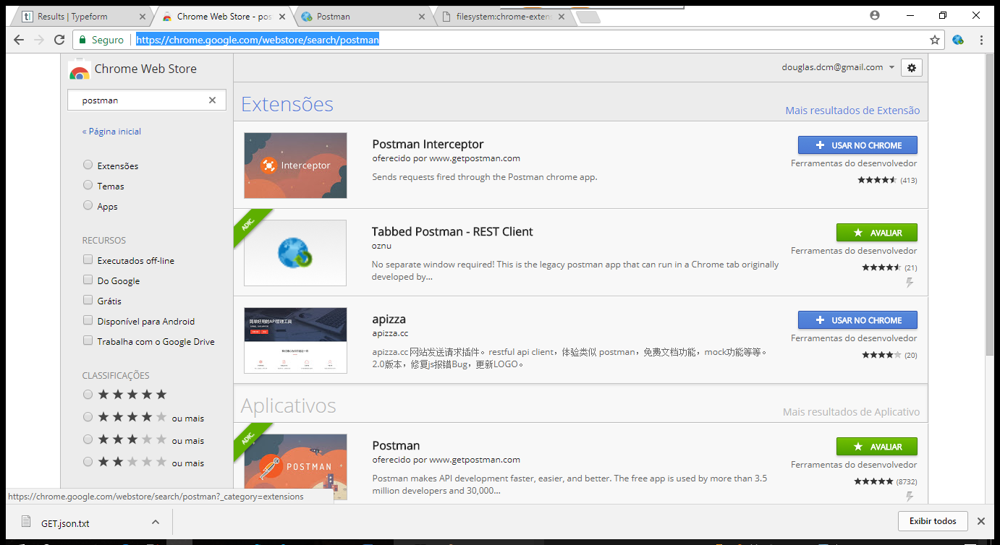 Results | Typeform
Chrome Web Store - pos
Postman
filesystem:chrome-exten
Seguro
https://chrome.google.com/webstore/search/postman
Chrome Web Store
douglas.dcm@gmail.com
postman
« Página inicial
Extensões
Temas
Apps
RECURSOS
Executados off-line
Do Google
Grátis
Disponível para Android
Trabalha com o Google Drive
CLASSIFICAÇÕES
ou mais
ou mais
ou mais
Extensões
Mais resultados de Extensão
Interceptor
Postman Interceptor
oferecido por www.getpostman.com
Sends requests fired through the Postman chrome app.
USAR NO CHROME
Ferramentas do desenvolvedor
(413)
ADIC.
Tabbed Postman - REST Client
oznu
No separate window required! This is the legacy postman app that can run in a Chrome tab originally
developed by...
AVALIAR
Ferramentas do desenvolvedor
(21)
简单好用的API管理工具
apizza
apizza.cc
apizza.cc 网站发送请求插件。restful api client，体验类似 postman，免费文档功能，mock功能等等。
2.0版本，修复js报错Bug，更新LOGO。
USAR NO CHROME
Ferramentas do desenvolvedor
(20)
Aplicativos
Mais resultados de Aplicativo
ADIC.
POSTMAN
Postman
oferecido por www.getpostman.com
Postman makes API development faster, easier, and better. The free app is used by more than 3.5
million developers and 30,000...
AVALIAR
Ferramentas do desenvolvedor
(8732)
https://chrome.google.com/webstore/search/postman?_category=extensions
GET.json.txt
Exibir todos